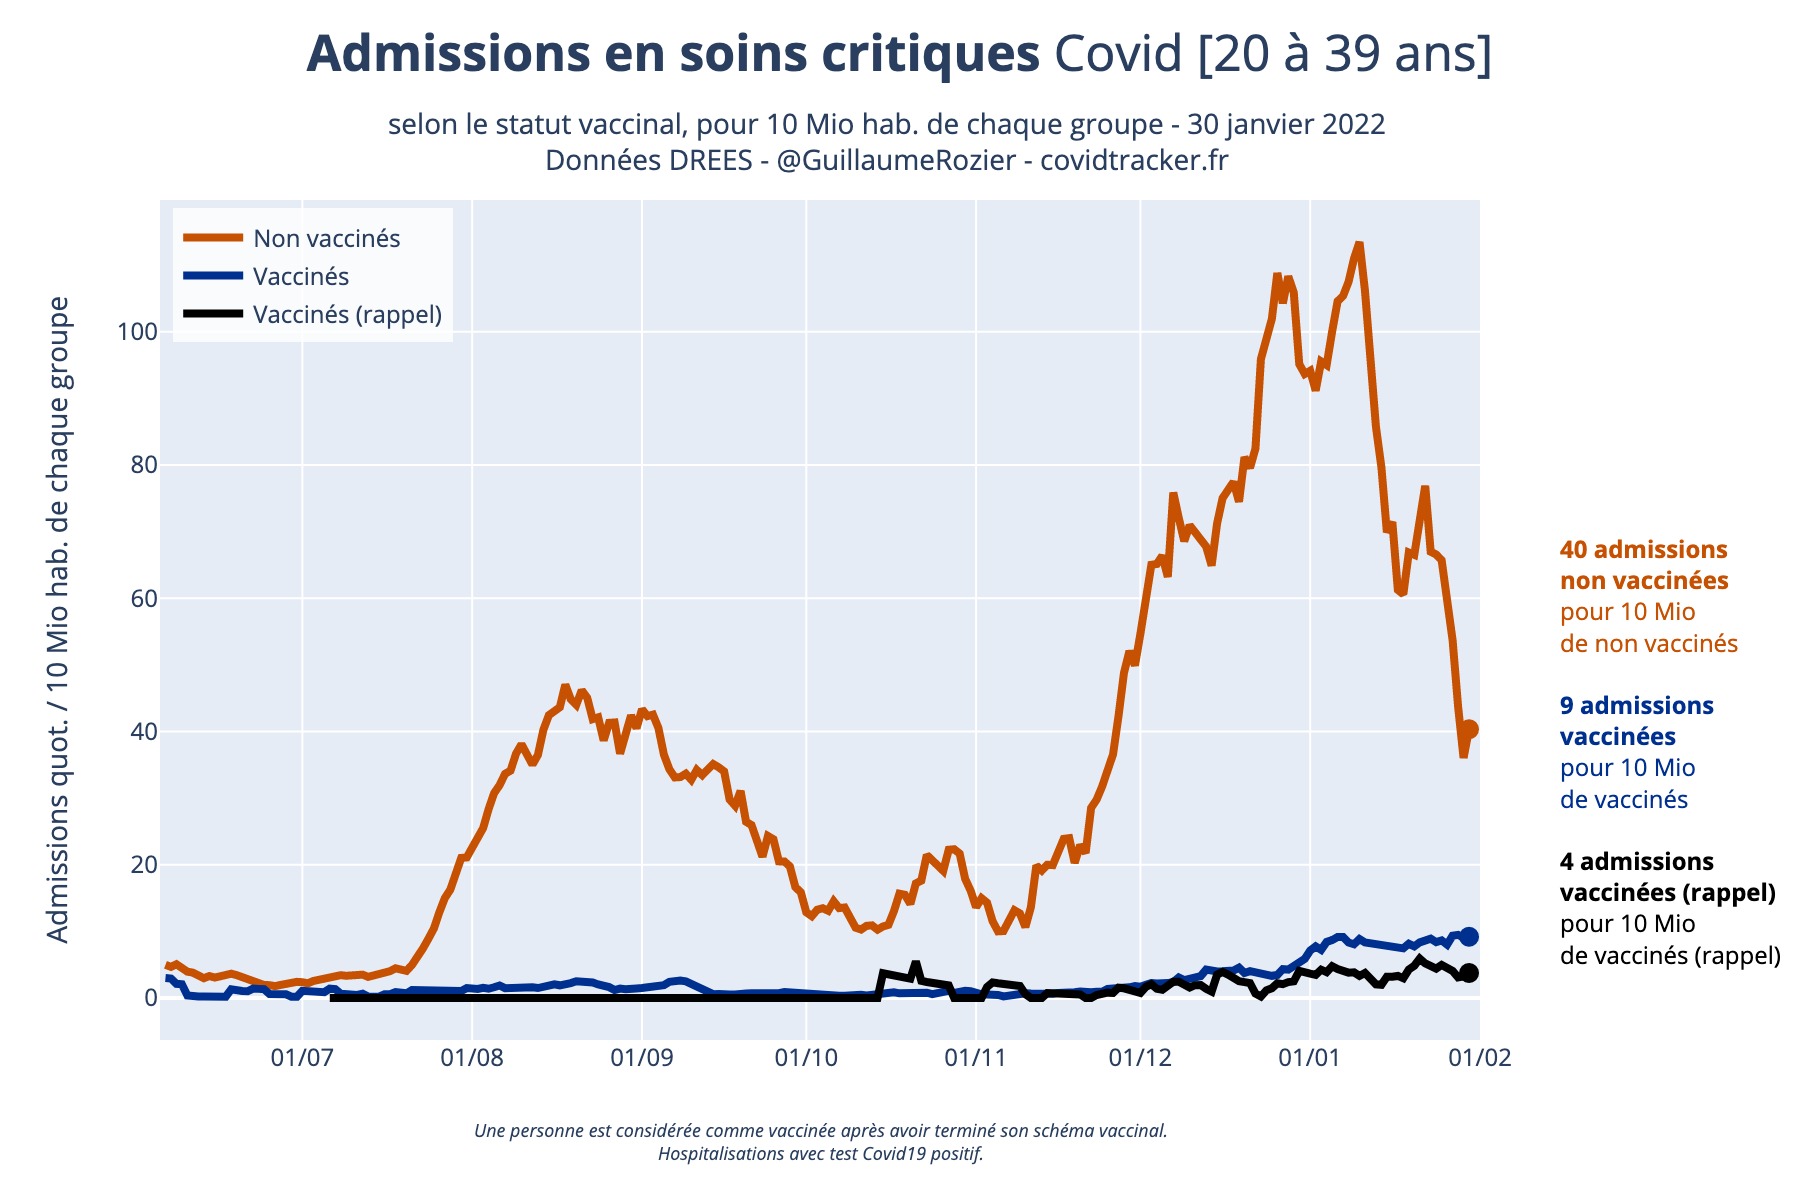 Admissions en soins critiques Covid [20 à 39 ans]
selon le statut vaccinal, pour 10 Mio hab. de chaque groupe - 30 janvier 2022
Données DREES - @GuillaumeRozier - covidtracker.fr
Non vaccinés
Vaccinés
Vaccinés (rappel)
Admissions quot. / 10 Mio hab. de chaque groupe
100
80
60
40
20
0
01/07 01/08 01/09 01/10 01/11 01/12 01/01 01/02
40 admissions
non vaccinées
pour 10 Mio
de non vaccinés
9 admissions
vaccinées
pour 10 Mio
de vaccinés
4 admissions
vaccinées (rappel)
pour 10 Mio
de vaccinés (rappel)
Une personne est considérée comme vaccinée après avoir terminé son schéma vaccinal.
Hospitalisations avec test Covid19 positif.